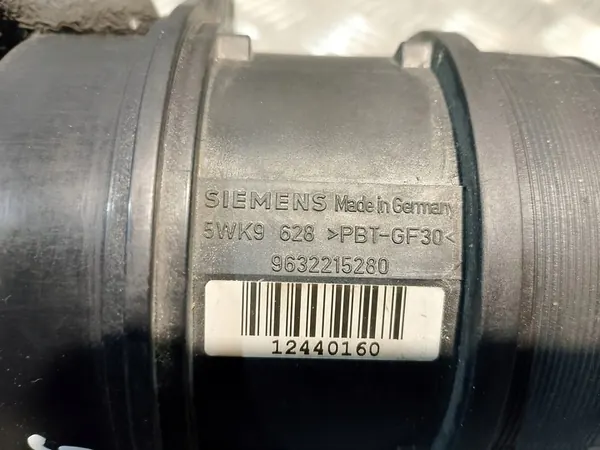 SIEMENS Made in Germany
5WK9 628 >PBT-GF30<
9632215280
12440160